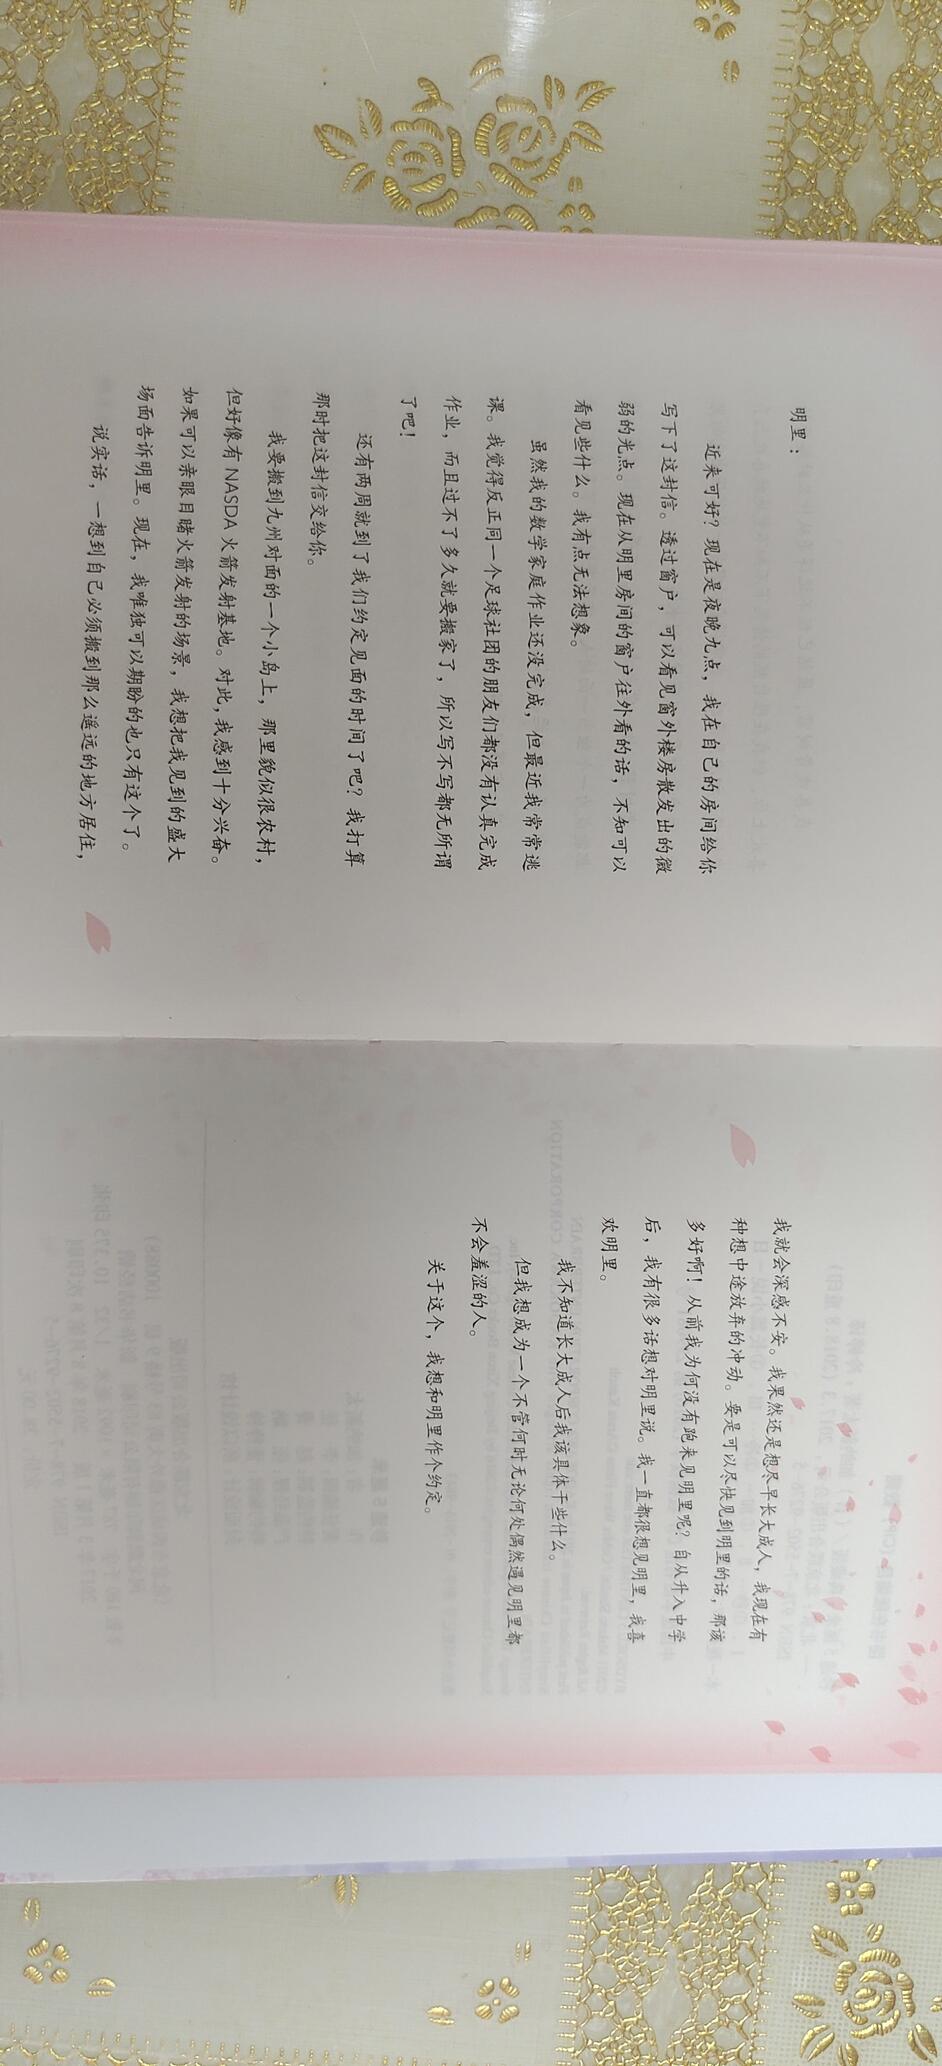 明里：
近来可好？现在是夜晚九点，我在自己的房间给你
写下了这封信。透过窗户，可以看见窗外楼房散发出的微
弱的光点。现在从明里房间的窗户往外看的话，不知可以
看见些什么。我有点无法想象。
虽然我的数学家庭作业还没完成，但最近我常常逃
课。我觉得反正同一个足球社团的朋友们都没有认真完成
作业，而且过不了多久就要搬家了，所以写不写都无所谓
了吧！
还有两周就到了我们约定见面的时间了吧？我打算
那时把这封信交给你。
我要搬到九州对面的一个小岛上，那里貌似很农村，
但好像有 NASDA 火箭发射基地。对此，我感到十分兴奋。
如果可以亲眼目睹火箭发射的场景，我想把我见到的盛大
场面告诉明里。现在，我唯独可以期盼的也只有这个了。
说实话，一想到自己必须搬到那么遥远的地方居住，
我就会深感不安。我果然还是想尽早长大成人，我现在有
种想中途放弃的冲动。要是可以尽快见到明里的话，那该
多好啊！从前我为何没有跑来见明里呢？自从升入中学
后，我有很多话想对明里说。我一直都很想见明里，我喜
欢明里。
我不知道长大成人后我该具体干些什么。
但我想成为一个不管何时无论何处偶然遇见明里都
不会羞涩的人。
关于这个，我想和明里作个约定。